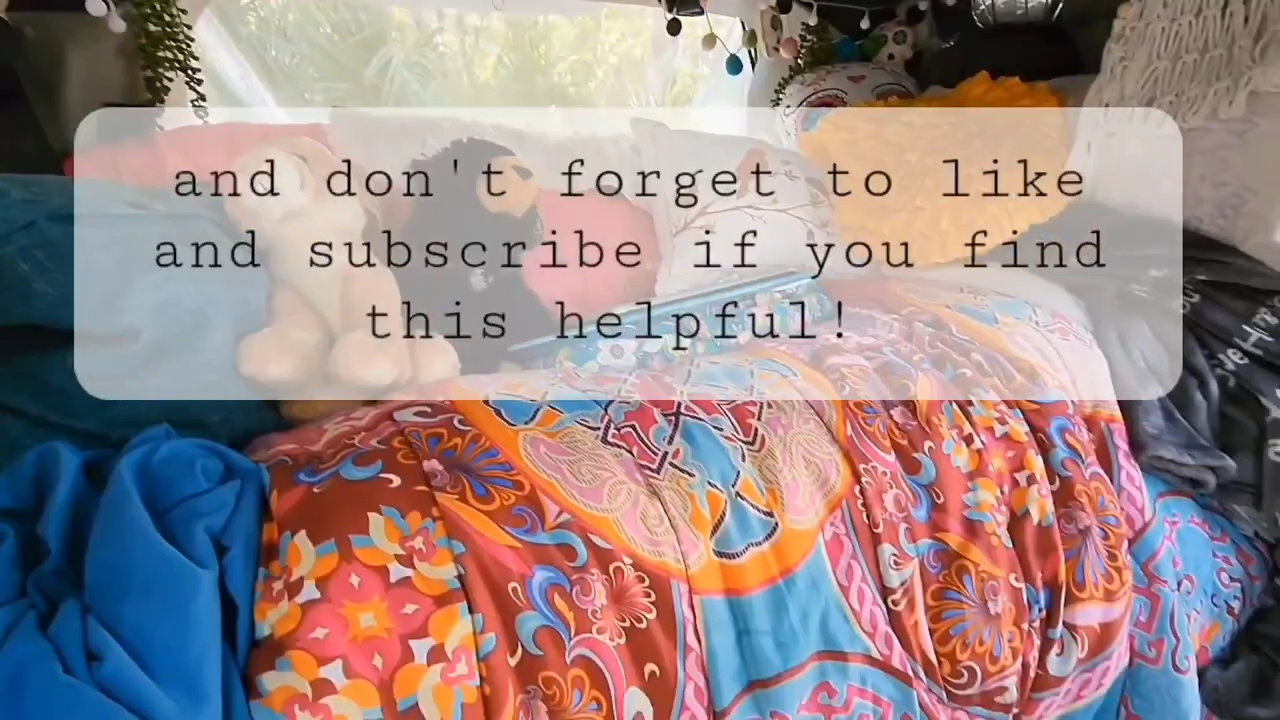 and don't forget to like
and subscribe if you find
this helpful!